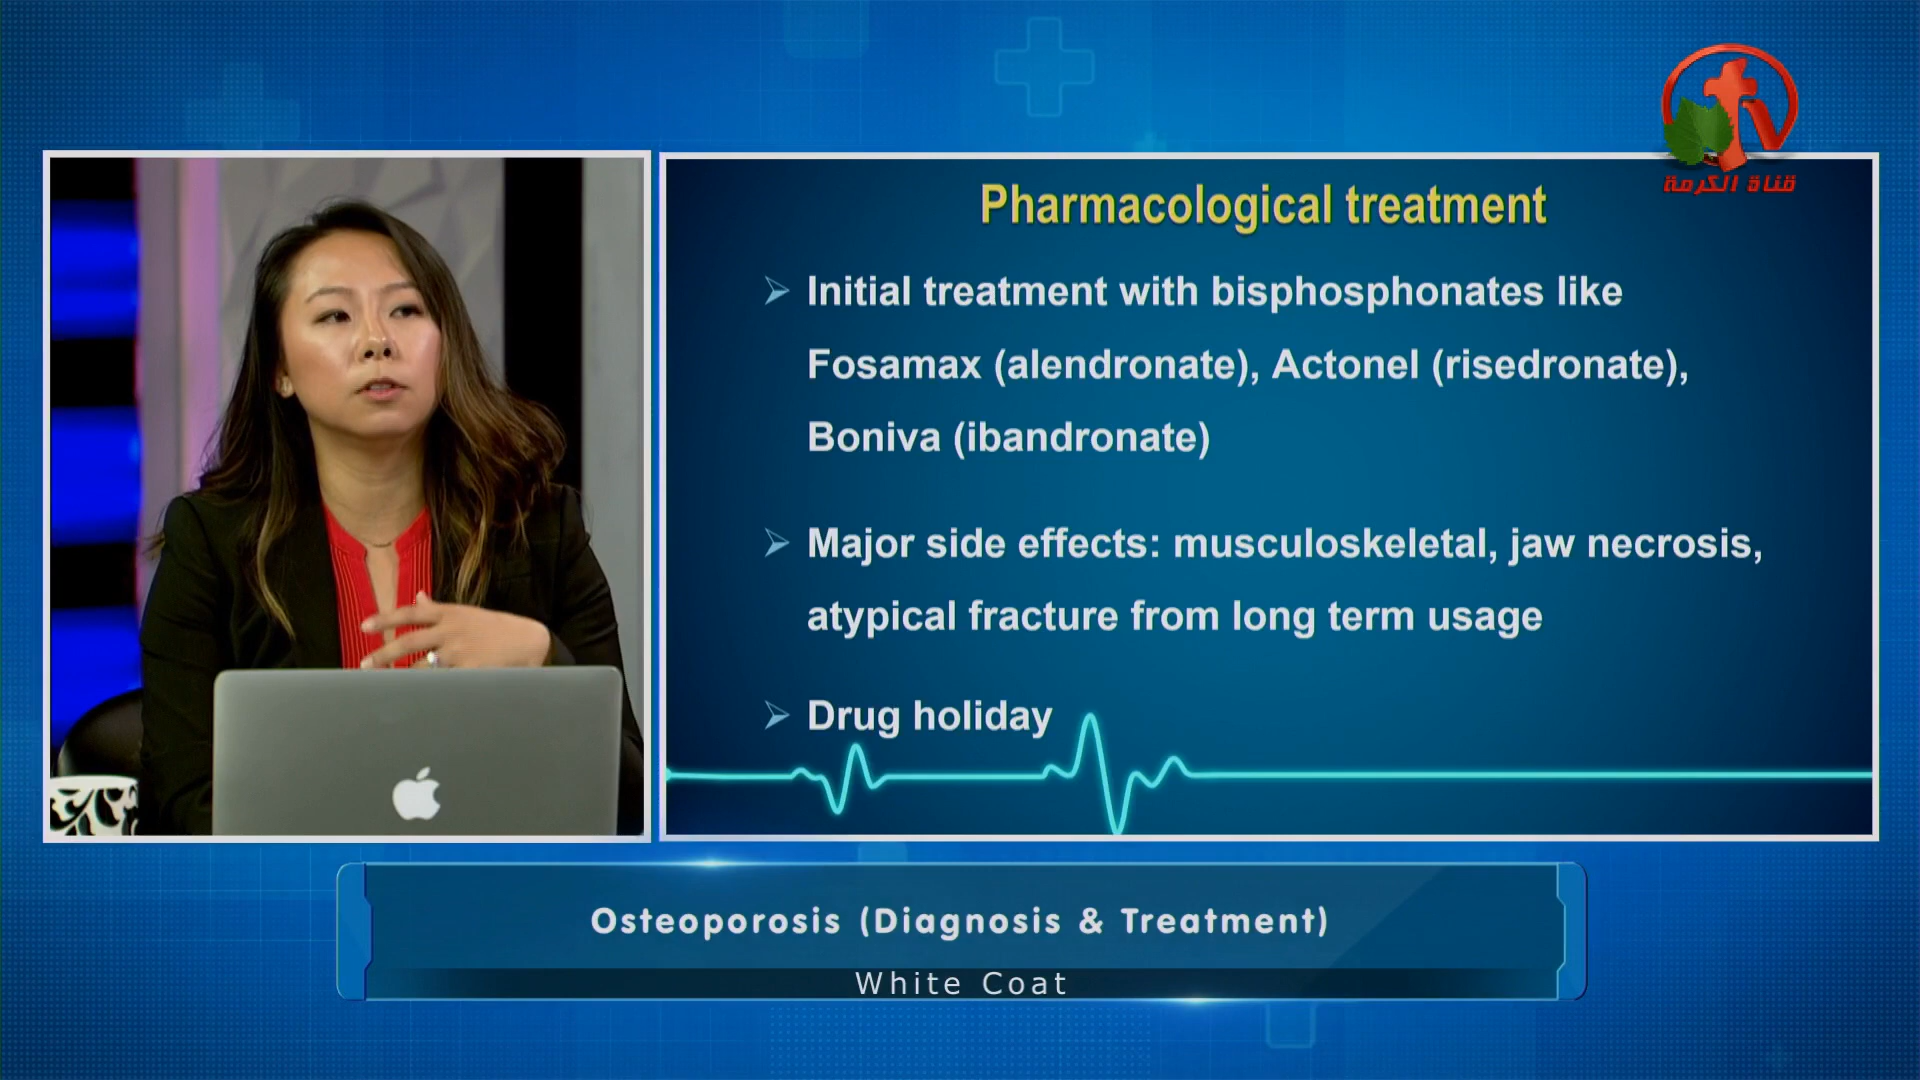 قناة الكرمة
Pharmacological treatment
Initial treatment with bisphosphonates like
Fosamax (alendronate), Actonel (risedronate),
Boniva (ibandronate)
Major side effects: musculoskeletal, jaw necrosis,
atypical fracture from long term usage
Drug holiday
Osteoporosis (Diagnosis & Treatment)
White Coat